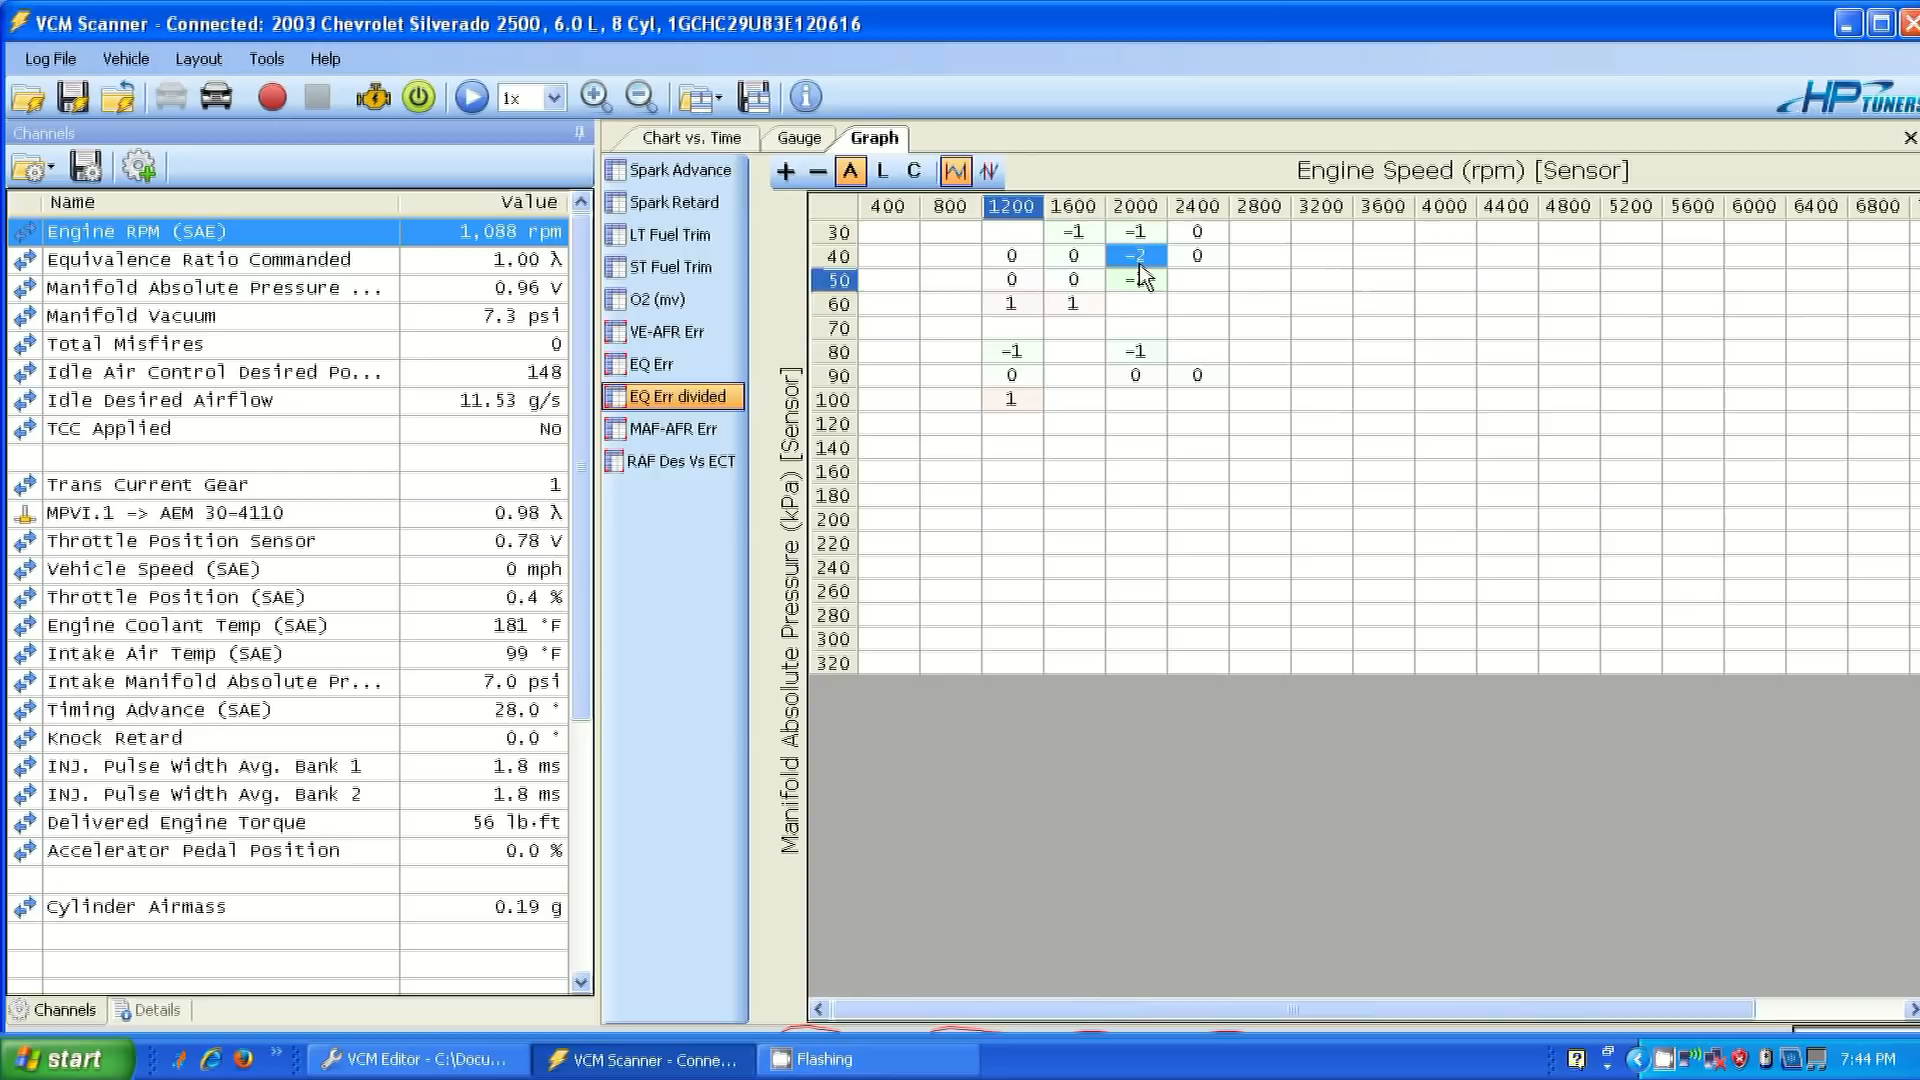 VCM Scanner - Connected: 2003 Chevrolet Silverado 2500, 6.0 L, 8 Cyl, 1GCHC29U83E120616
Log File Vehicle Layout Tools Help
1x
HP TUNERS
Channels
Name Value
Engine RPM (SAE) 1,088 rpm
Equivalence Ratio Commanded 1.00 λ
Manifold Absolute Pressure ... 0.96 V
Manifold Vacuum 7.3 psi
Total Misfires 0
Idle Air Control Desired Po... 148
Idle Desired Airflow 11.53 g/s
TCC Applied No
Trans Current Gear 1
MPVI.1 -> AEM 30-4110 0.98 λ
Throttle Position Sensor 0.78 V
Vehicle Speed (SAE) 0 mph
Throttle Position (SAE) 0.4 %
Engine Coolant Temp (SAE) 181 °F
Intake Air Temp (SAE) 99 °F
Intake Manifold Absolute Pr... 7.0 psi
Timing Advance (SAE) 28.0 °
Knock Retard 0.0 °
INJ. Pulse Width Avg. Bank 1 1.8 ms
INJ. Pulse Width Avg. Bank 2 1.8 ms
Delivered Engine Torque 56 lb·ft
Accelerator Pedal Position 0.0 %
Cylinder Airmass 0.19 g
Channels Details
Chart vs. Time Gauge Graph
Spark Advance
Spark Retard
LT Fuel Trim
ST Fuel Trim
O2 (mv)
VE-AFR Err
EQ Err
EQ Err divided
MAF-AFR Err
RAF Des Vs ECT
A L C
Engine Speed (rpm) [Sensor]
Manifold Absolute Pressure (kPa) [Sensor]
400 800 1200 1600 2000 2400 2800 3200 3600 4000 4400 4800 5200 5600 6000 6400 6800
30 -1 -1 0
40 0 0 -2 0
50 0 0
60 1 1
70
80 -1 -1
90 0 0 0
100 1
120
140
160
180
200
220
240
260
280
300
320
start VCM Editor - C:\Docu... VCM Scanner - Conne... Flashing 7:44 PM